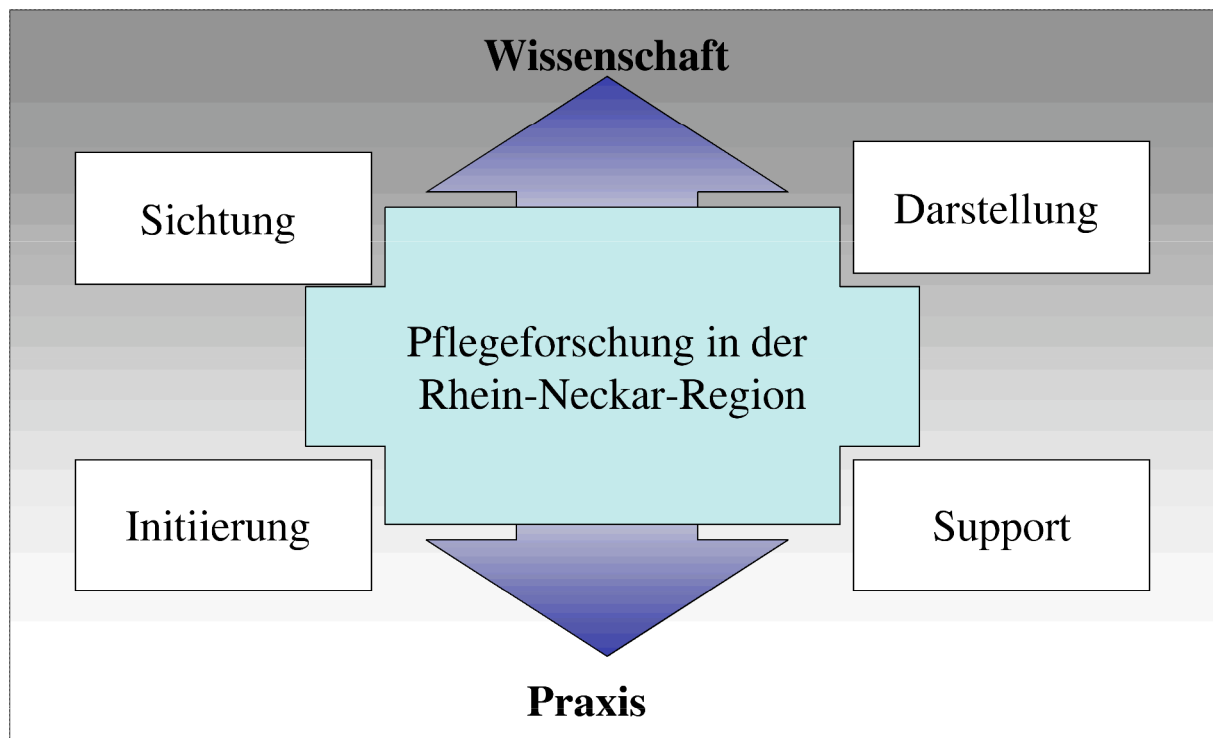 Wissenschaft
Sichtung
Darstellung
Pflegeforschung in der
Rhein-Neckar-Region
Initiierung
Support
Praxis